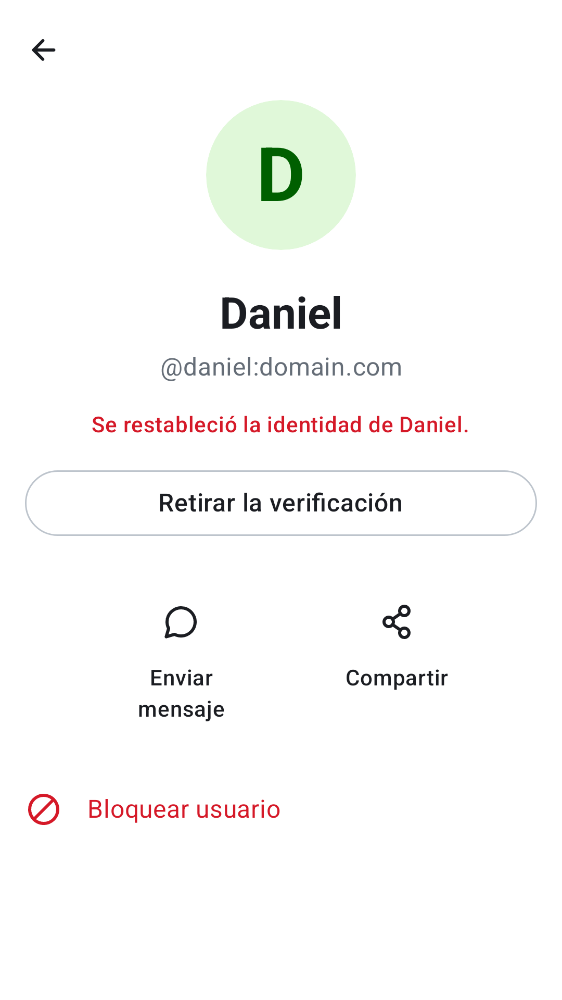 D
Daniel
@daniel:domain.com
Se restableció la identidad de Daniel.
Retirar la verificación
Enviar
mensaje
Compartir
Bloquear usuario